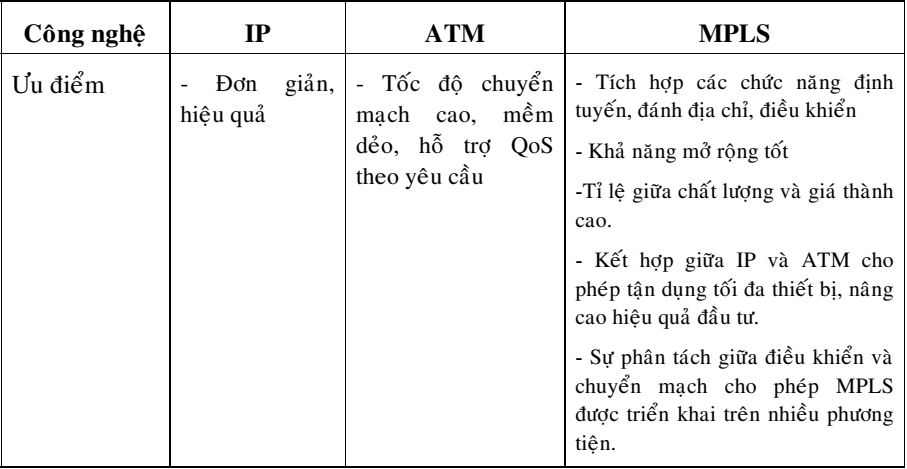 Công nghệ IP ATM MPLS
Ưu điểm
- Đơn giản,
hiệu quả
- Tốc độ chuyển
mạch cao, mềm
dẻo, hỗ trợ QoS
theo yêu cầu
- Tích hợp các chức năng định
tuyến, đánh địa chỉ, điều khiển
- Khả năng mở rộng tốt
-Tỉ lệ giữa chất lượng và giá thành
cao.
- Kết hợp giữa IP và ATM cho
phép tận dụng tối đa thiết bị, nâng
cao hiệu quả đầu tư.
- Sự phân tách giữa điều khiển và
chuyển mạch cho phép MPLS
được triển khai trên nhiều phương
tiện.